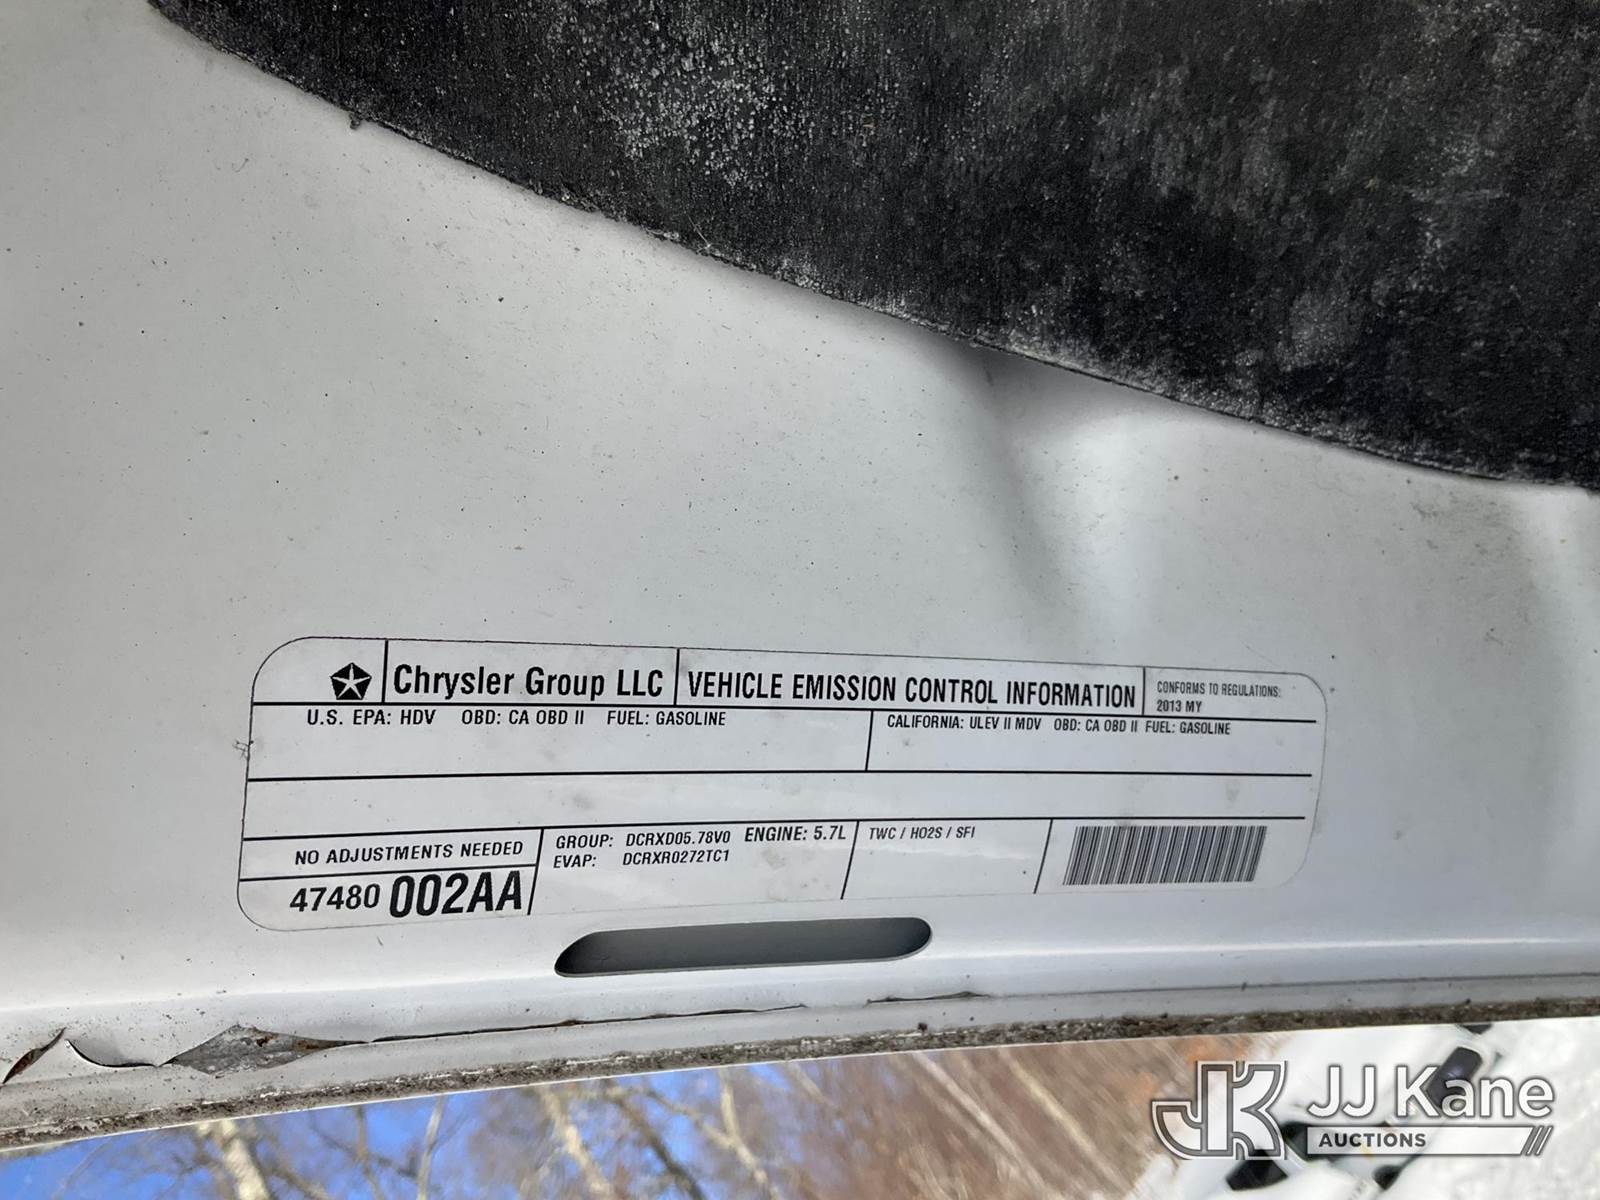 Chrysler Group LLC
VEHICLE EMISSION CONTROL INFORMATION
CONFORMS TO REGULATIONS:
2013 MY
U.S. EPA: HDV OBD: CA OBD II FUEL: GASOLINE
CALIFORNIA: ULEV II MDV OBD: CA OBD II FUEL: GASOLINE
NO ADJUSTMENTS NEEDED
47480 002AA
GROUP: DCRXD05.78V0 ENGINE: 5.7L
EVAP: DCRXR0272TC1
TWC / HO2S / SFI
JK JJ Kane
AUCTIONS